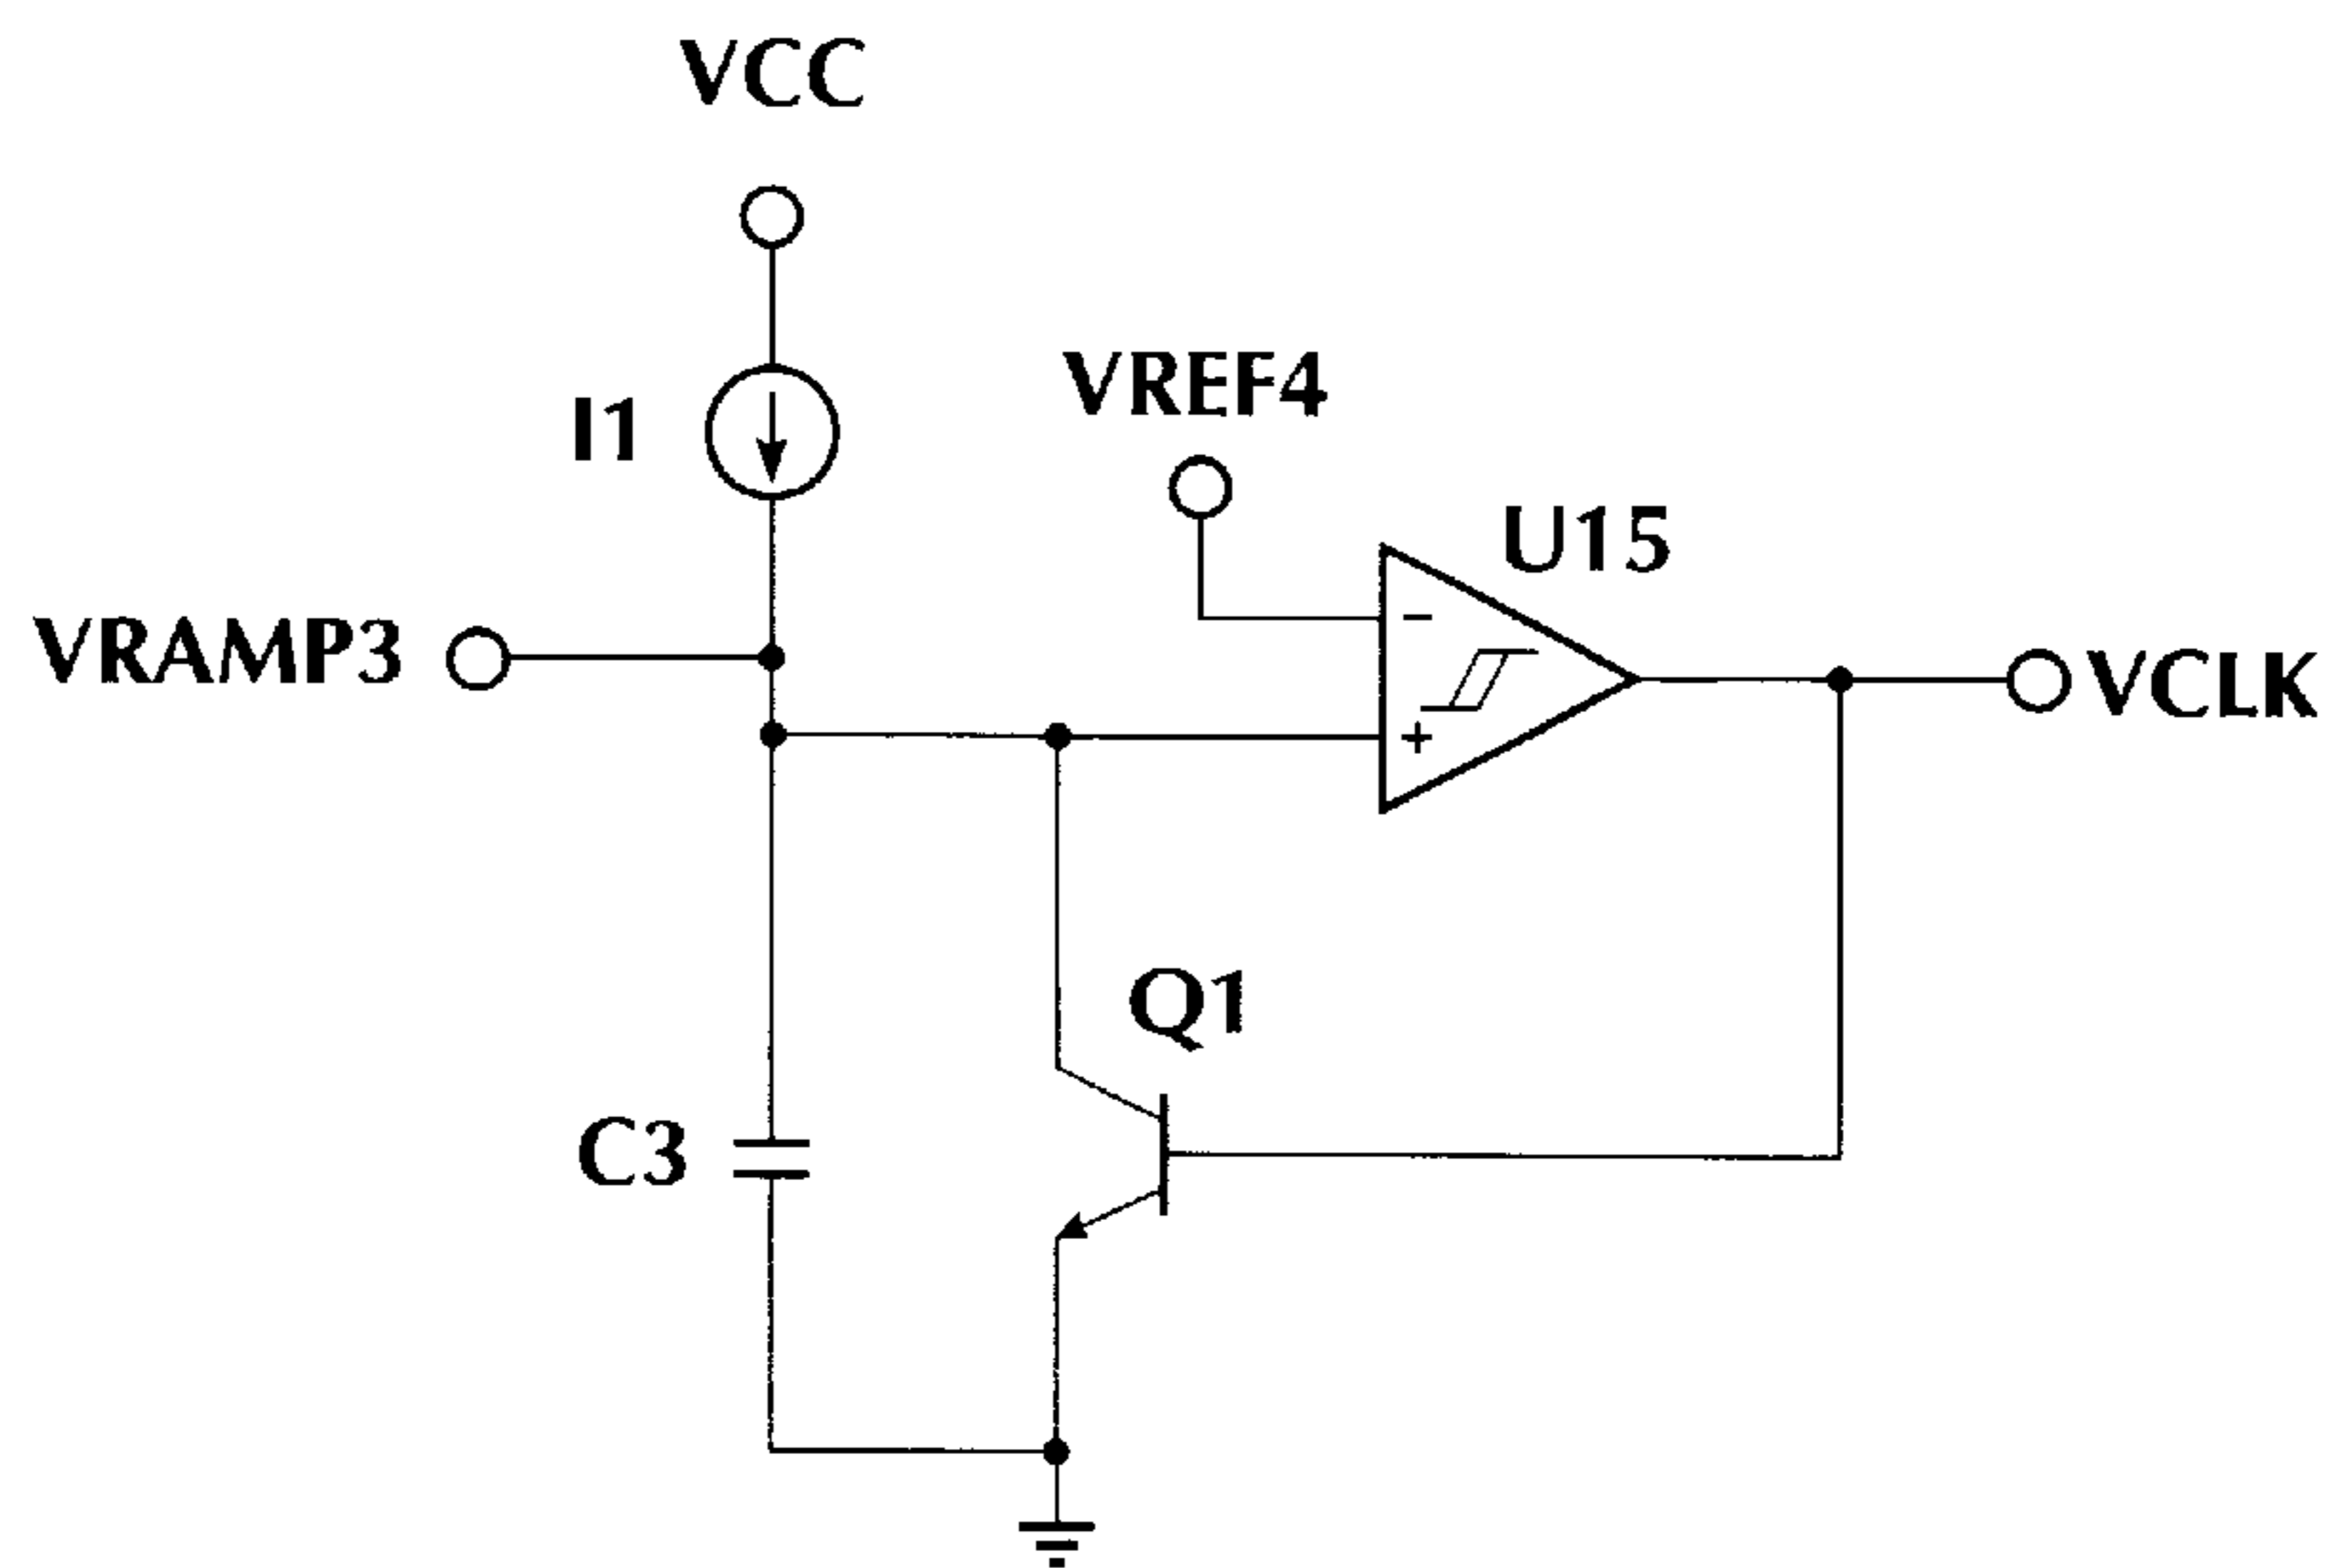 VCC
VREF4
I1
U15
VRAMP3
VCLK
Q1
C3